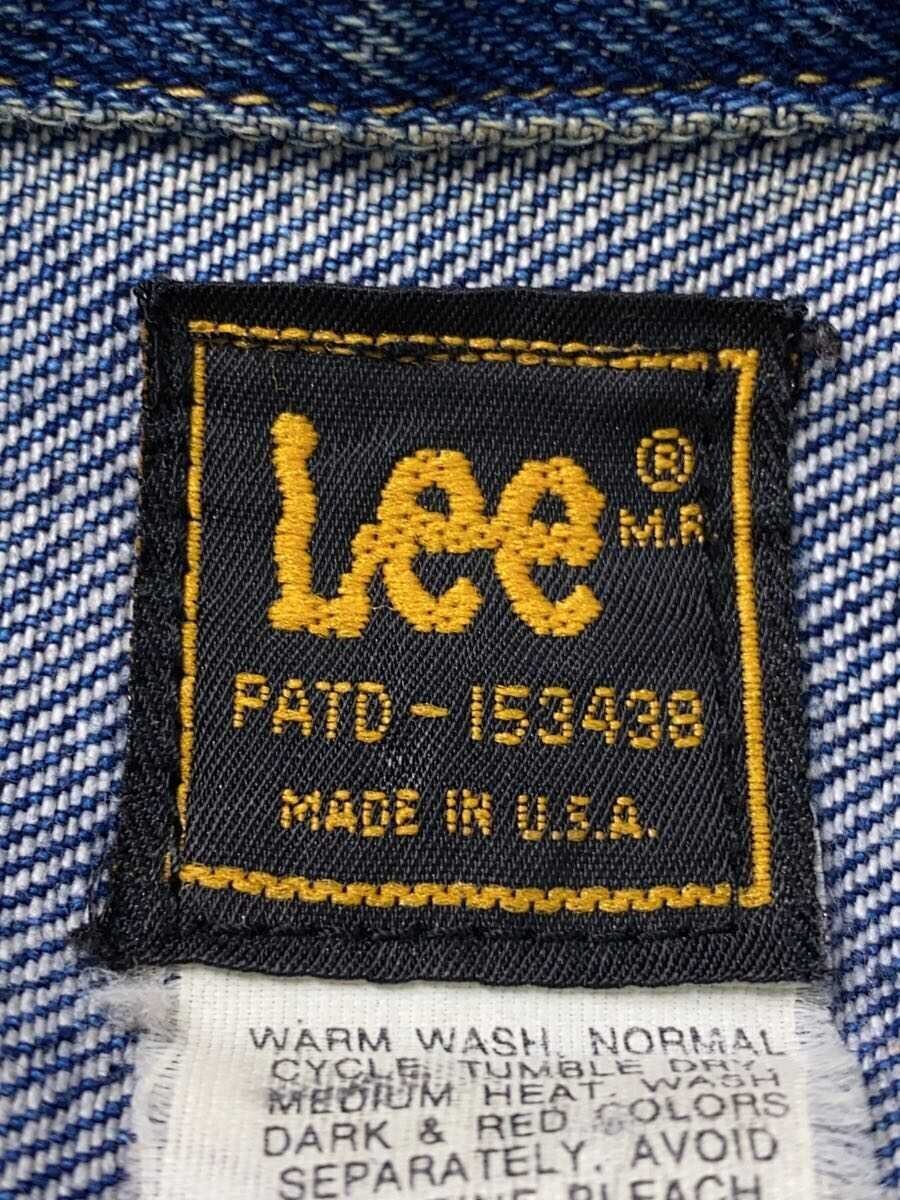 Lee ®
M.R.
PATD-153438
MADE IN U.S.A.
WARM WASH. NORMAL
CYCLE. TUMBLE DRY.
MEDIUM HEAT. WASH
DARK & RED COLORS
SEPARATELY. AVOID
BLEACH